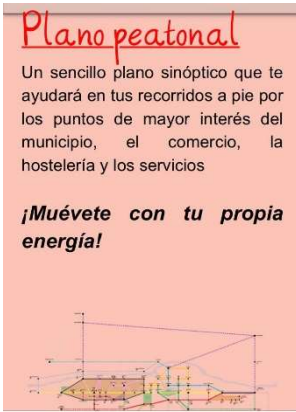 Plano peatonal
Un sencillo plano sinóptico que te
ayudará en tus recorridos a pie por
los puntos de mayor interés del
municipio, el comercio, la
hostelería y los servicios
¡Muévete con tu propia
energía!